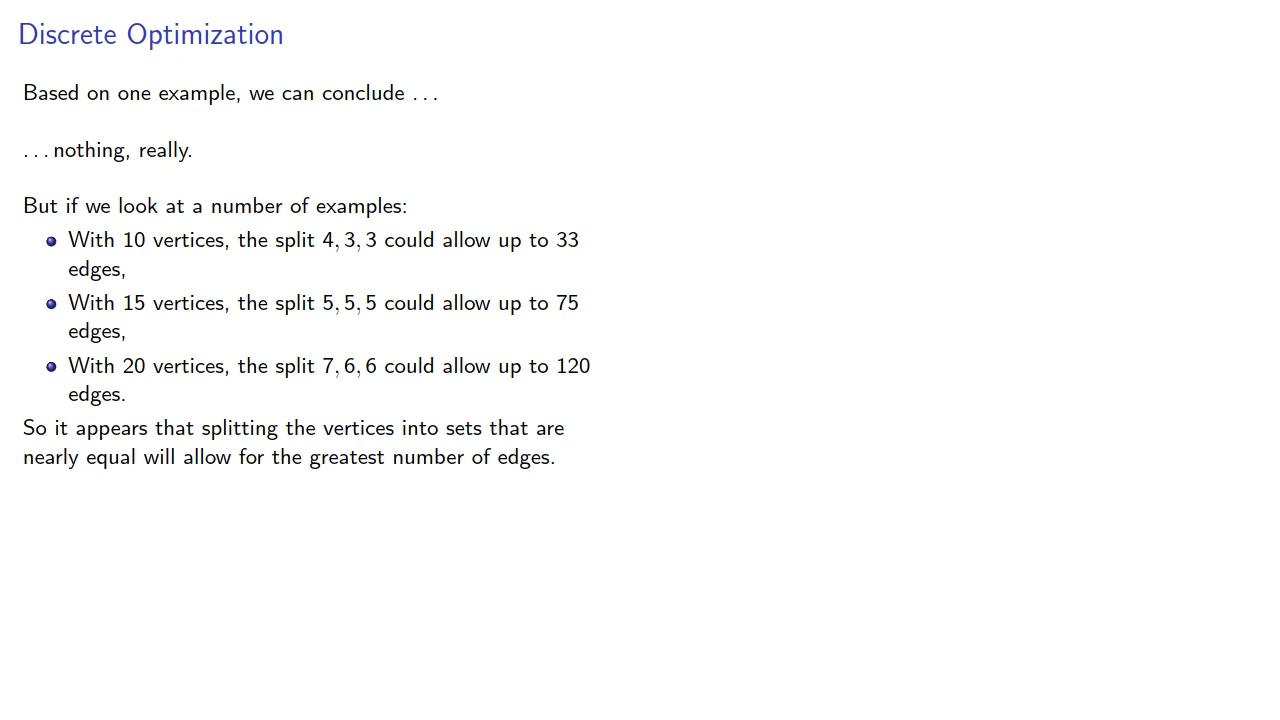 Discrete Optimization
Based on one example, we can conclude ...
... nothing, really.
But if we look at a number of examples:
With 10 vertices, the split 4, 3, 3 could allow up to 33
edges,
With 15 vertices, the split 5, 5, 5 could allow up to 75
edges,
With 20 vertices, the split 7, 6, 6 could allow up to 120
edges.
So it appears that splitting the vertices into sets that are
nearly equal will allow for the greatest number of edges.